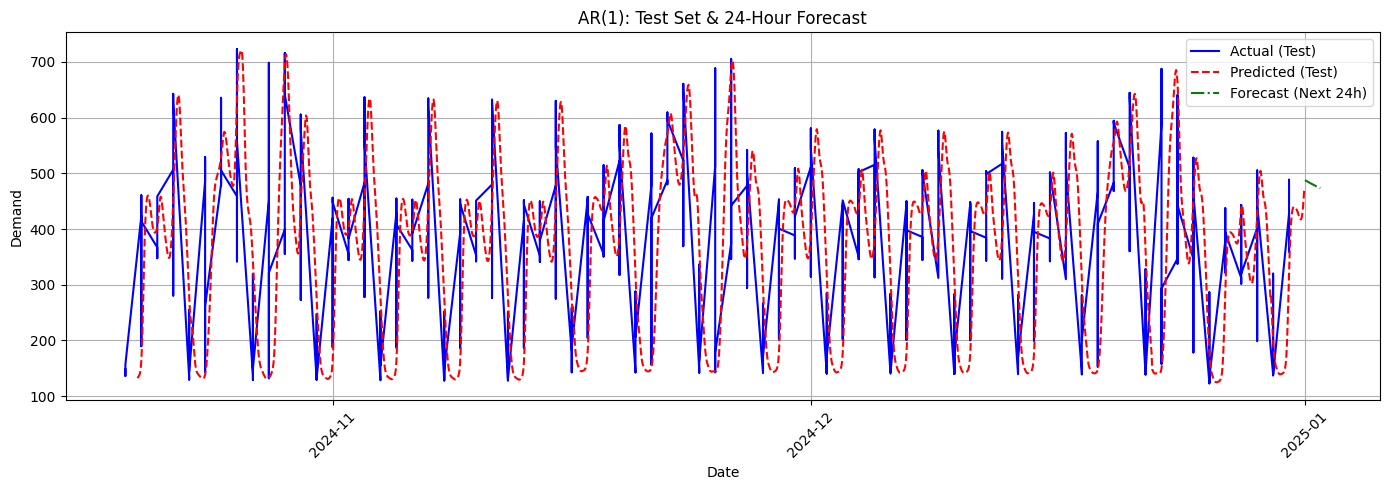 AR(1): Test Set & 24-Hour Forecast
Actual (Test)
Predicted (Test)
Forecast (Next 24h)
Demand
700
600
500
400
300
200
100
2024-11
2024-12
2025-01
Date